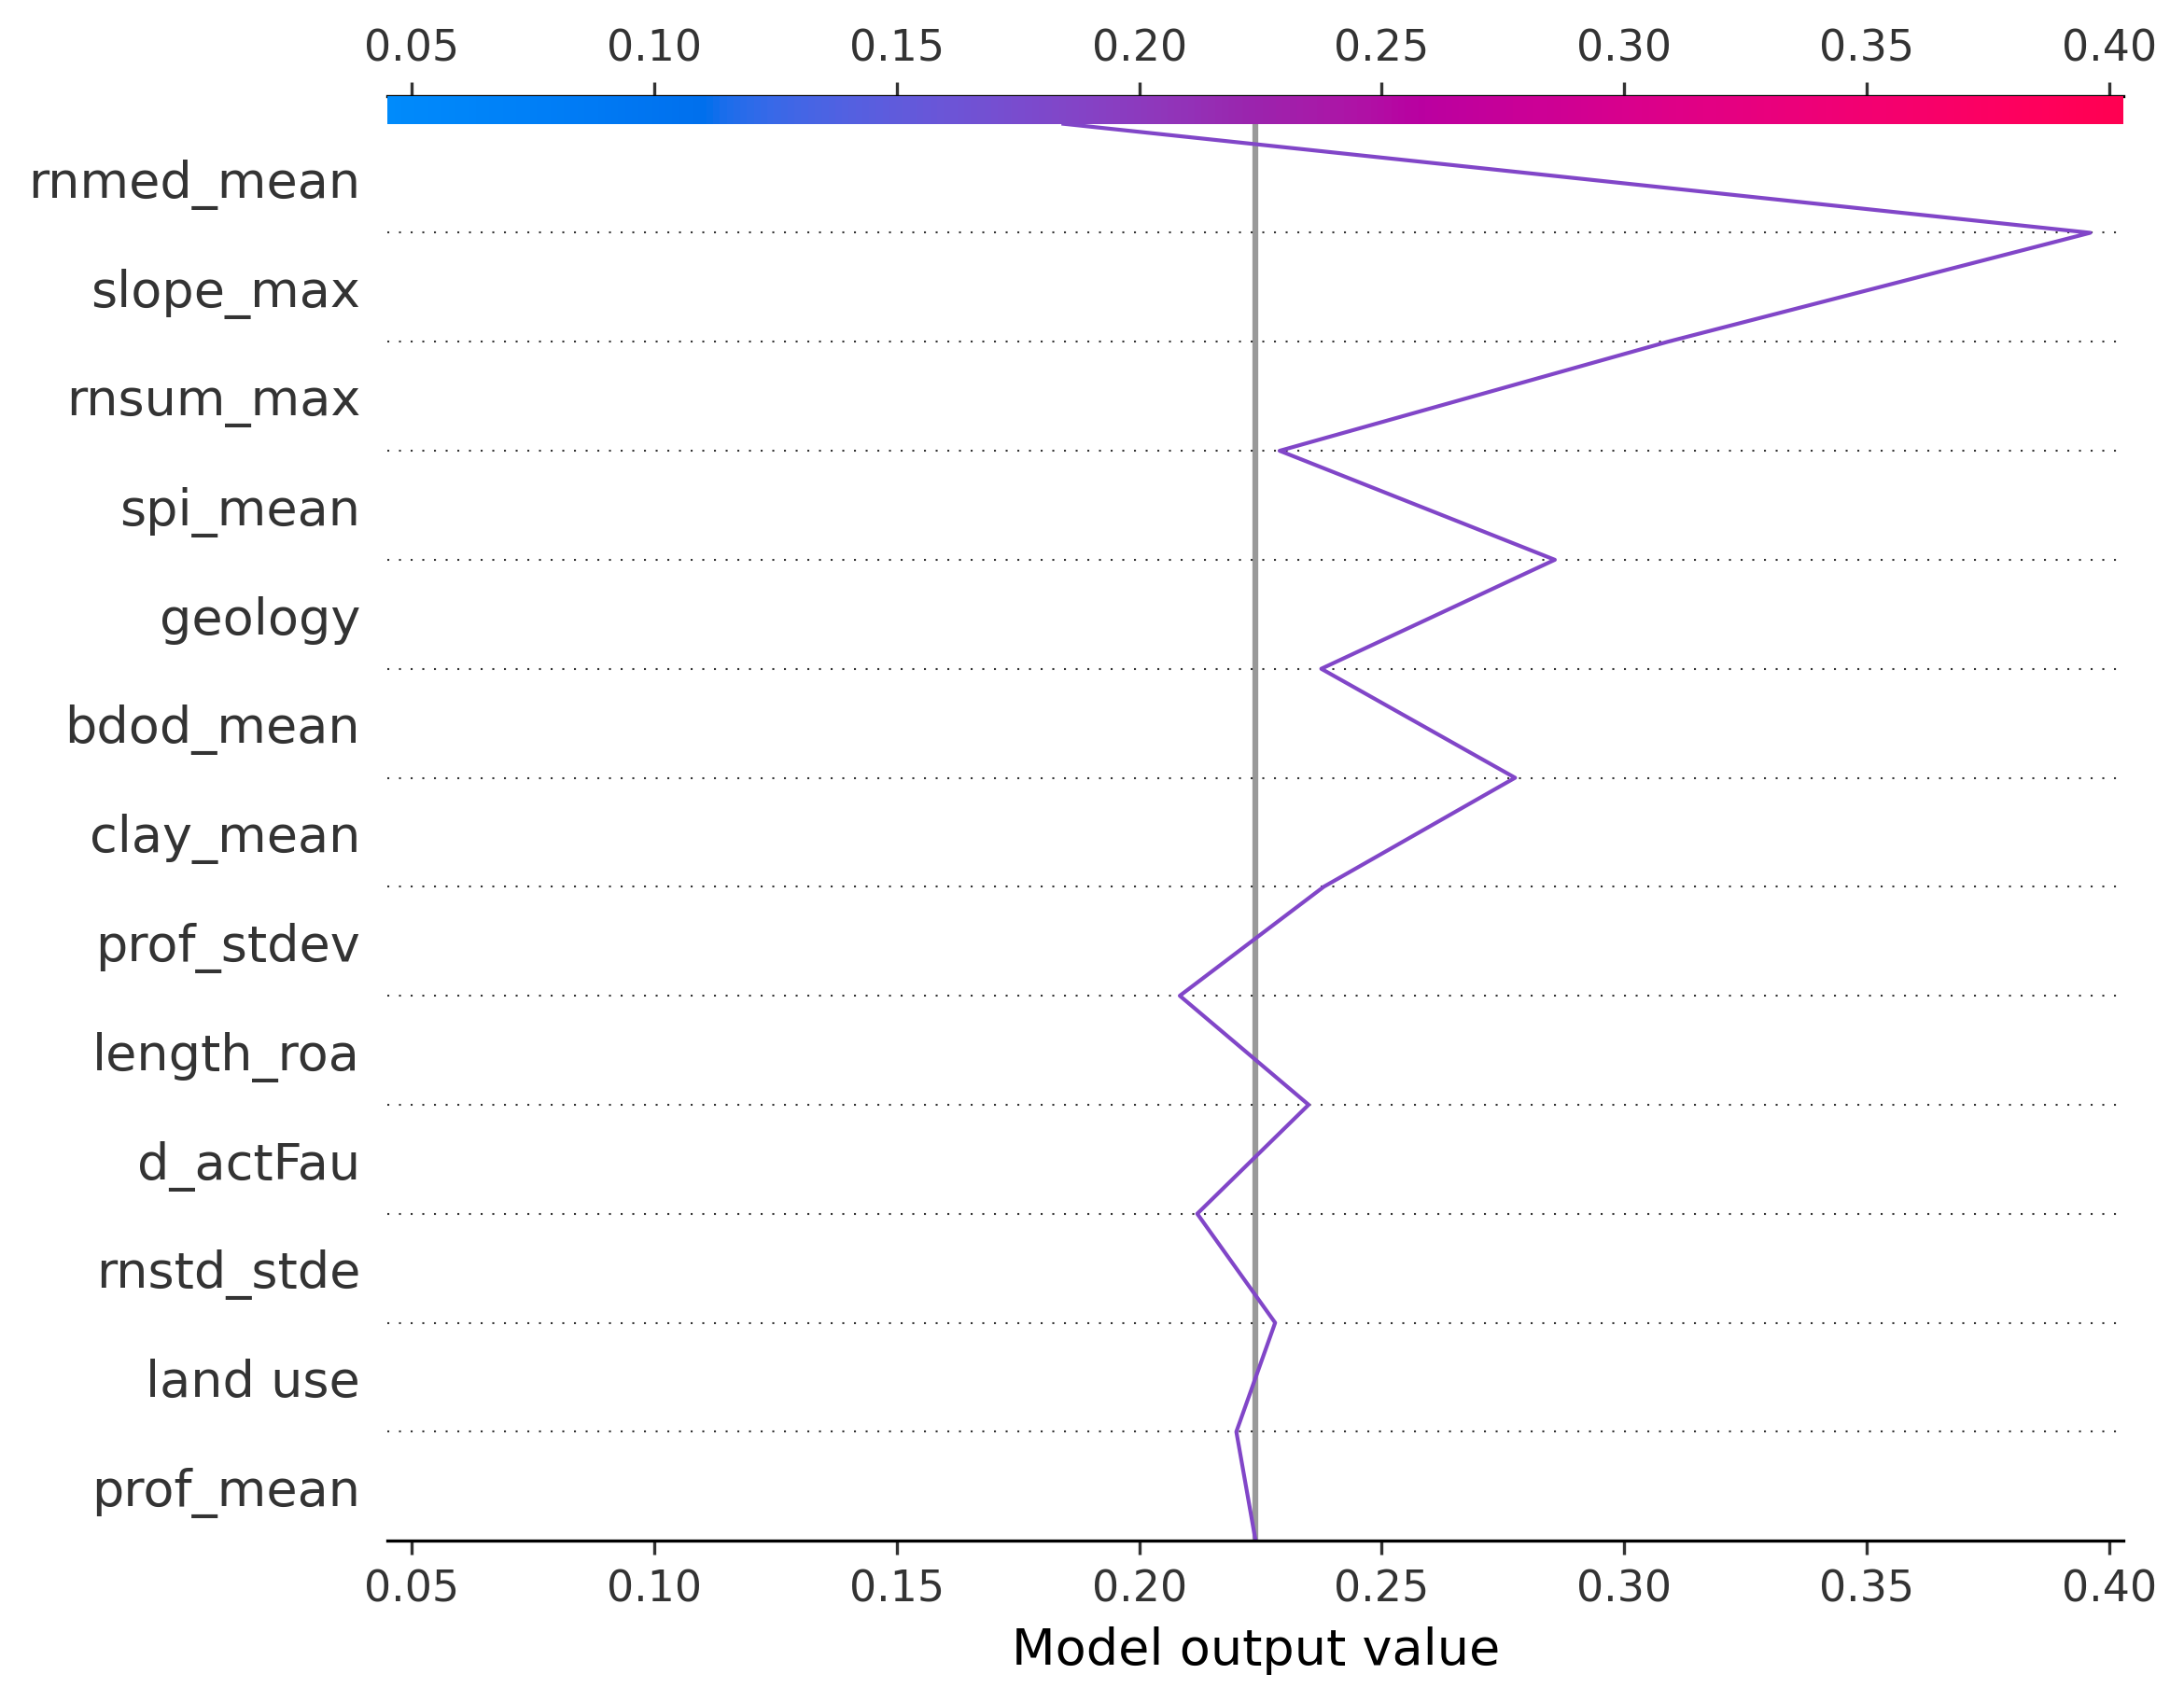 0.05 0.10 0.15 0.20 0.25 0.30 0.35 0.40
rnmed_mean
slope_max
rnsum_max
spi_mean
geology
bdod_mean
clay_mean
prof_stdev
length_roa
d_actFau
rnstd_stde
land use
prof_mean
0.05 0.10 0.15 0.20 0.25 0.30 0.35 0.40
Model output value